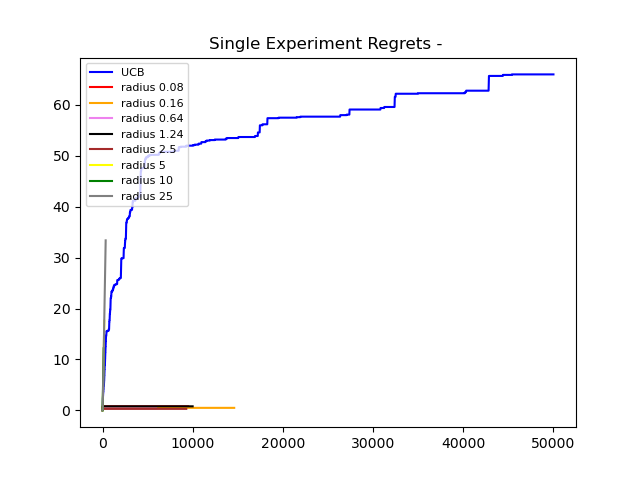 Single Experiment Regrets -
UCB
radius 0.08
radius 0.16
radius 0.64
radius 1.24
radius 2.5
radius 5
radius 10
radius 25
60
50
40
30
20
10
0
0 10000 20000 30000 40000 50000